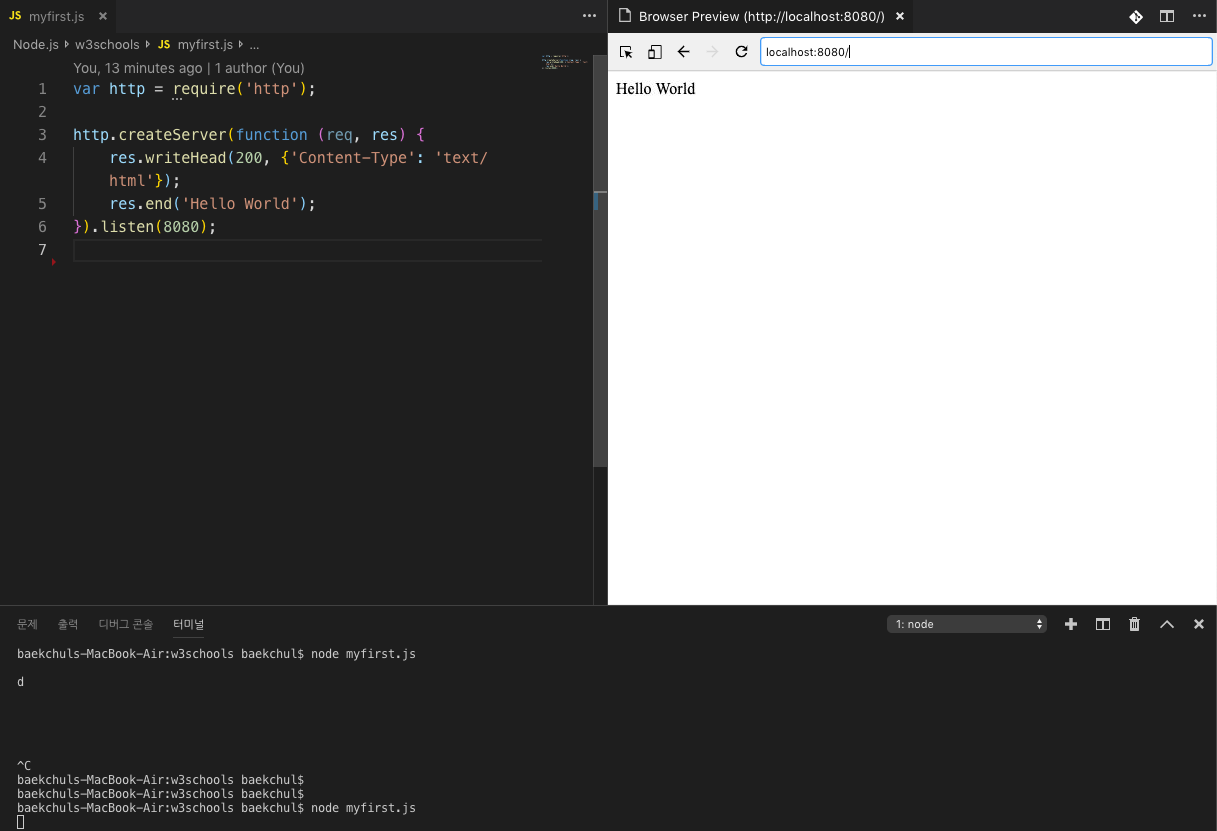 JS myfirst.js
Node.js w3schools JS myfirst.js ...
You, 13 minutes ago | 1 author (You)
1 var http = require('http');
2
3 http.createServer(function (req, res) {
4 res.writeHead(200, {'Content-Type': 'text/
html'});
5 res.end('Hello World');
6 }).listen(8080);
7
Browser Preview (http://localhost:8080/)
localhost:8080/
Hello World
문제 출력 디버그 콘솔 터미널 1: node
baekchuls-MacBook-Air:w3schools baekchul$ node myfirst.js
d
^C
baekchuls-MacBook-Air:w3schools baekchul$
baekchuls-MacBook-Air:w3schools baekchul$
baekchuls-MacBook-Air:w3schools baekchul$ node myfirst.js